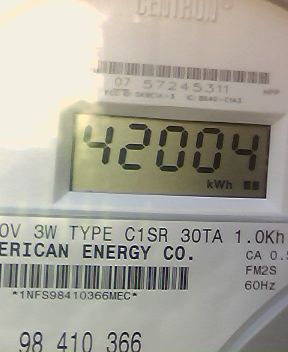 CENTRON®
07 57245311
42004
kWh
0V 3W TYPE C1SR 30TA 1.0Kh
ERICAN ENERGY CO.
CA 0.5
FM2S
60Hz
*1NFS98410366MEC*
98 410 366